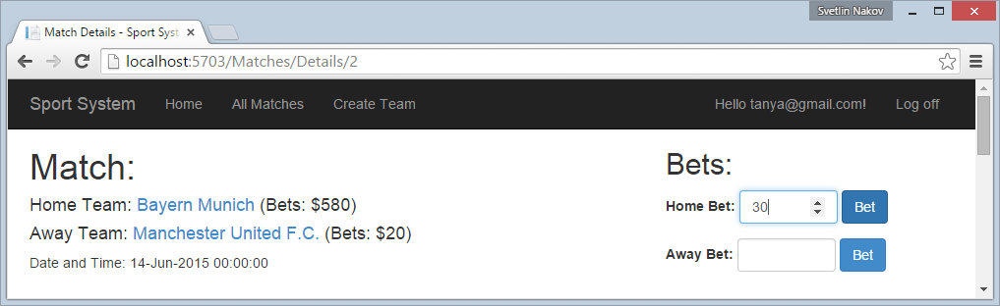 Svetlin Nakov
Match Details - Sport Syst
localhost:5703/Matches/Details/2
Sport System Home All Matches Create Team Hello tanya@gmail.com! Log off
Match:
Home Team: Bayern Munich (Bets: $580)
Away Team: Manchester United F.C. (Bets: $20)
Date and Time: 14-Jun-2015 00:00:00
Bets:
Home Bet: 30 Bet
Away Bet: Bet